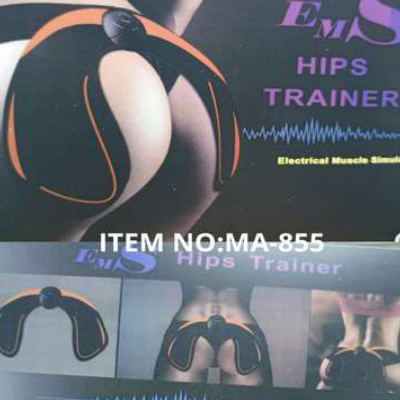 EMS
HIPS
TRAINER
Electrical Muscle Simul
ITEM NO:MA-855
EMS Hips Trainer